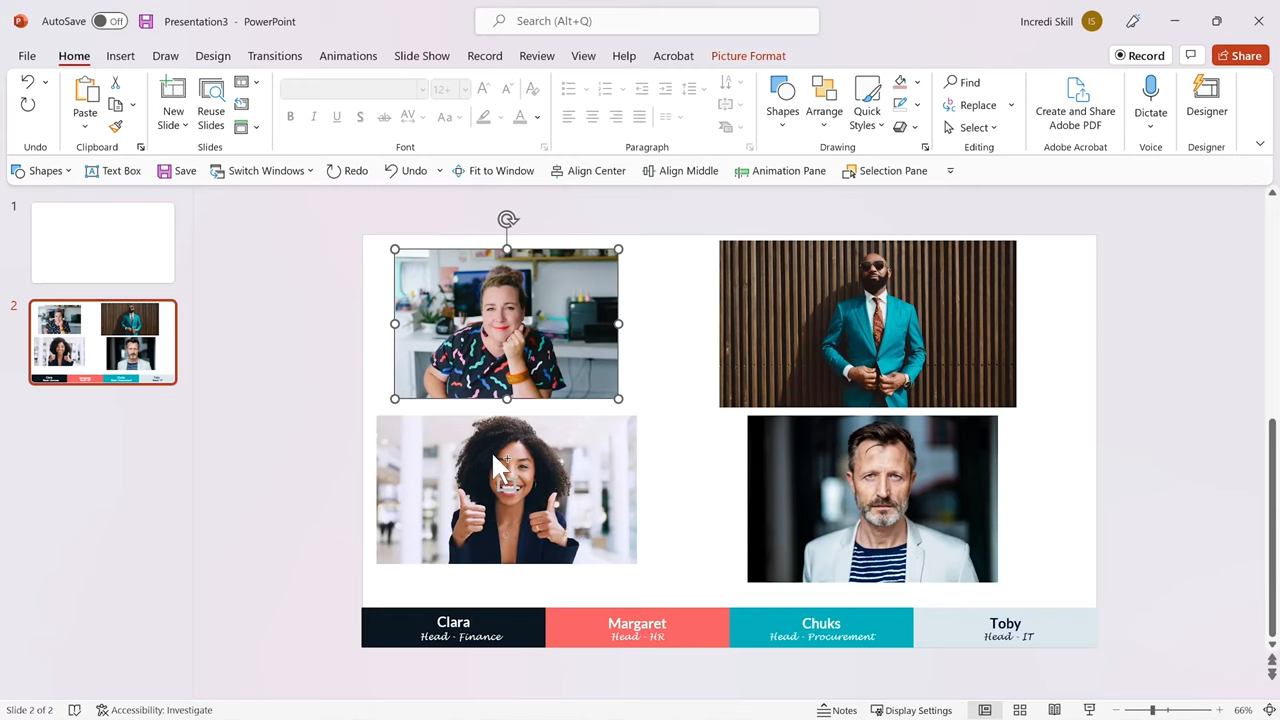 AutoSave Off Presentation3 - PowerPoint Search (Alt+Q) Incredi Skill IS
File Home Insert Draw Design Transitions Animations Slide Show Record Review View Help Acrobat Picture Format Record Share
Paste New Slide Reuse Slides 12+ Shapes Arrange Quick Styles Find Replace Select Create and Share Adobe PDF Dictate Designer
Undo Clipboard Slides Font Paragraph Drawing Editing Adobe Acrobat Voice Designer
Shapes Text Box Save Switch Windows Redo Undo Fit to Window Align Center Align Middle Animation Pane Selection Pane
1
2
Clara Margaret Chuks Toby
Head - Finance Head - HR Head - Procurement Head - IT
Slide 2 of 2 Accessibility: Investigate Notes Display Settings 66%